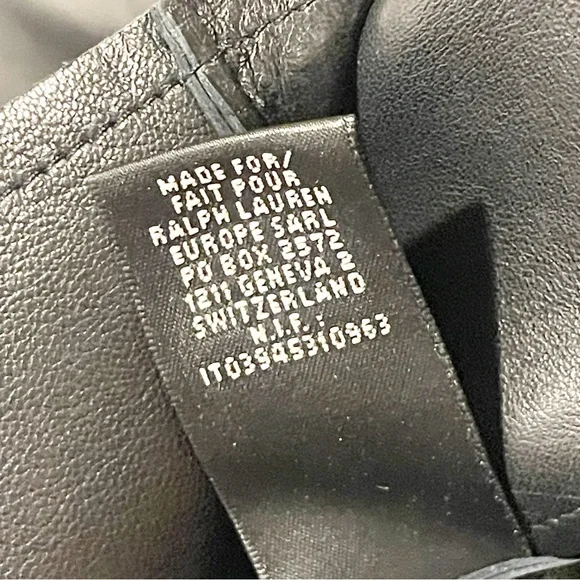 MADE FOR/
FAIT POUR
RALPH LAUREN
EUROPE SARL
PO BOX 2572
1211 GENEVA 2
SWITZERLAND
N.I.F.:
IT03945310963